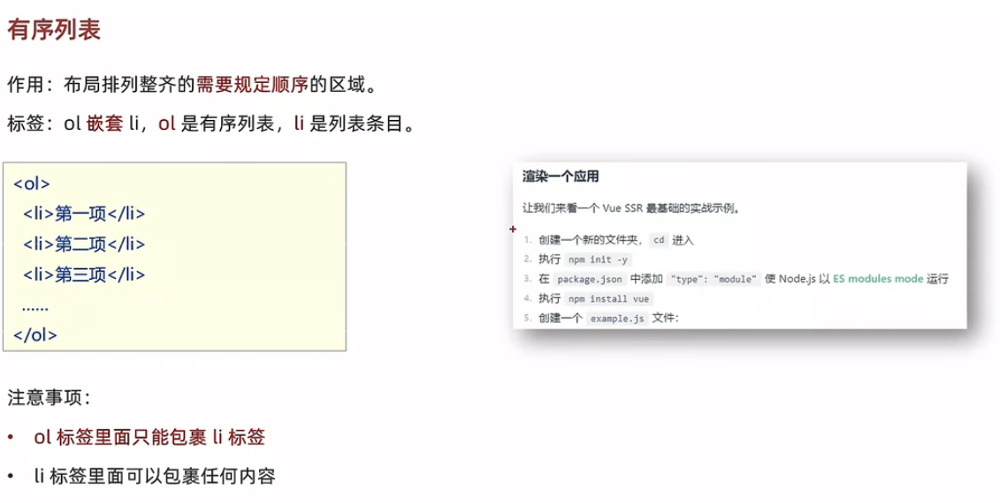 有序列表
作用：布局排列整齐的需要规定顺序的区域。
标签：ol 嵌套 li，ol 是有序列表，li 是列表条目。
<ol>
<li>第一项</li>
<li>第二项</li>
<li>第三项</li>
......
</ol>
渲染一个应用
让我们来看一个 Vue SSR 最基础的实战示例。
1. 创建一个新的文件夹，cd 进入
2. 执行 npm init -y
3. 在 package.json 中添加 "type": "module" 使 Node.js 以 ES modules mode 运行
4. 执行 npm install vue
5. 创建一个 example.js 文件：
注意事项：
• ol 标签里面只能包裹 li 标签
• li 标签里面可以包裹任何内容